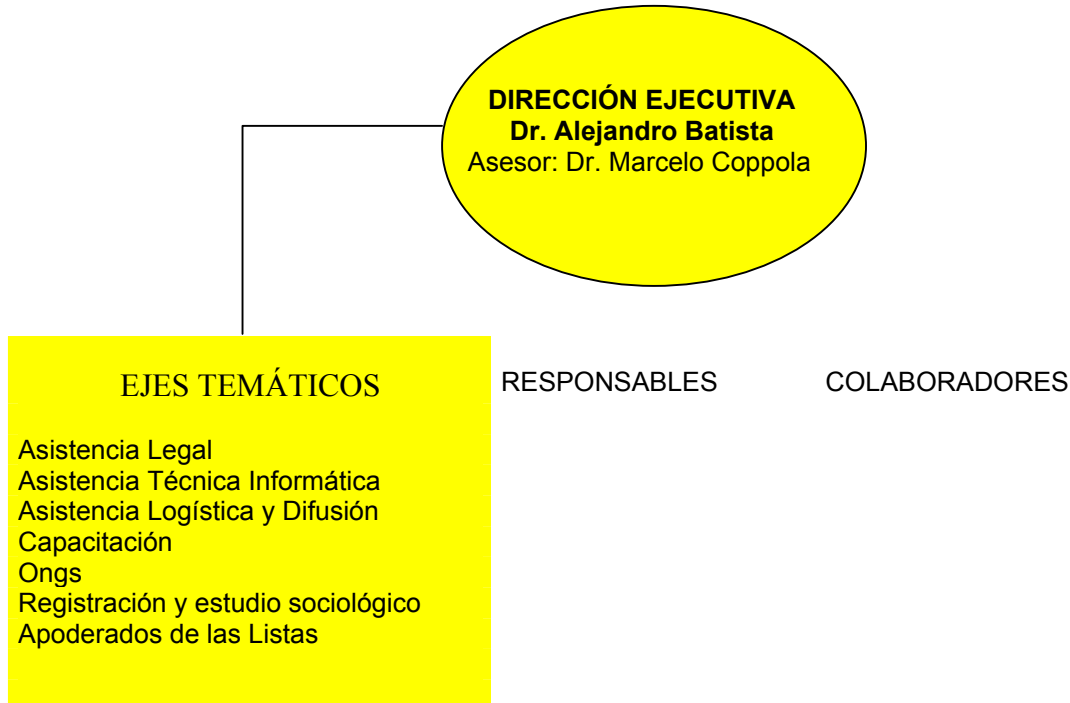 DIRECCIÓN EJECUTIVA
Dr. Alejandro Batista
Asesor: Dr. Marcelo Coppola
EJES TEMÁTICOS
RESPONSABLES
COLABORADORES
Asistencia Legal
Asistencia Técnica Informática
Asistencia Logística y Difusión
Capacitación
Ongs
Registración y estudio sociológico
Apoderados de las Listas